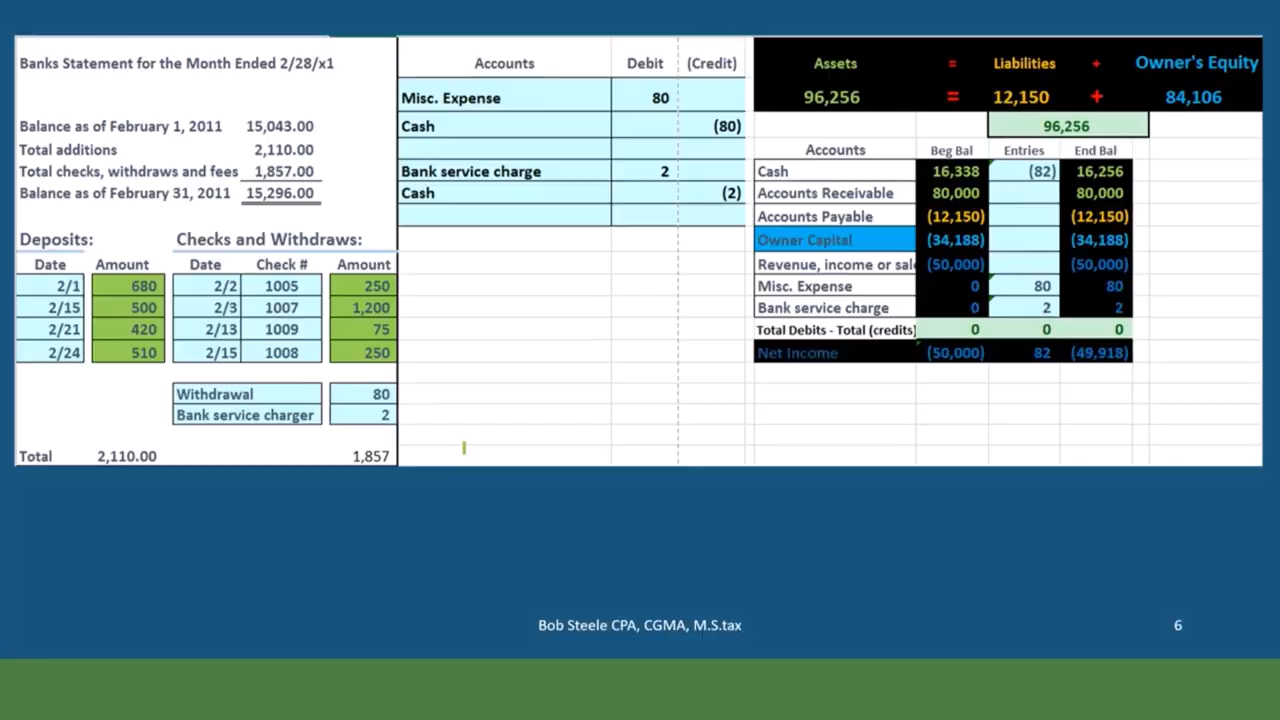 Banks Statement for the Month Ended 2/28/x1
Balance as of February 1, 2011 15,043.00
Total additions 2,110.00
Total checks, withdraws and fees 1,857.00
Balance as of February 31, 2011 15,296.00
Deposits: Checks and Withdraws:
Date Amount Date Check # Amount
2/1 680 2/2 1005 250
2/15 500 2/3 1007 1,200
2/21 420 2/13 1009 75
2/24 510 2/15 1008 250
Withdrawal 80
Bank service charger 2
Total 2,110.00 1,857
Accounts Debit (Credit)
Misc. Expense 80
Cash (80)
Bank service charge 2
Cash (2)
Assets = Liabilities + Owner's Equity
96,256 = 12,150 + 84,106
96,256
Accounts Beg Bal Entries End Bal
Cash 16,338 (82) 16,256
Accounts Receivable 80,000 80,000
Accounts Payable (12,150) (12,150)
Owner Capital (34,188) (34,188)
Revenue, income or sal (50,000) (50,000)
Misc. Expense 0 80 80
Bank service charge 0 2 2
Total Debits - Total (credits) 0 0 0
Net Income (50,000) 82 (49,918)
Bob Steele CPA, CGMA, M.S.tax
6